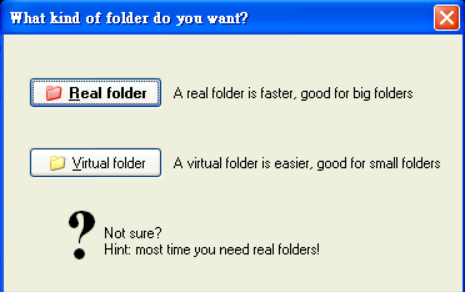 What kind of folder do you want?
Real folder A real folder is faster, good for big folders
Virtual folder A virtual folder is easier, good for small folders
? Not sure?
Hint: most time you need real folders!